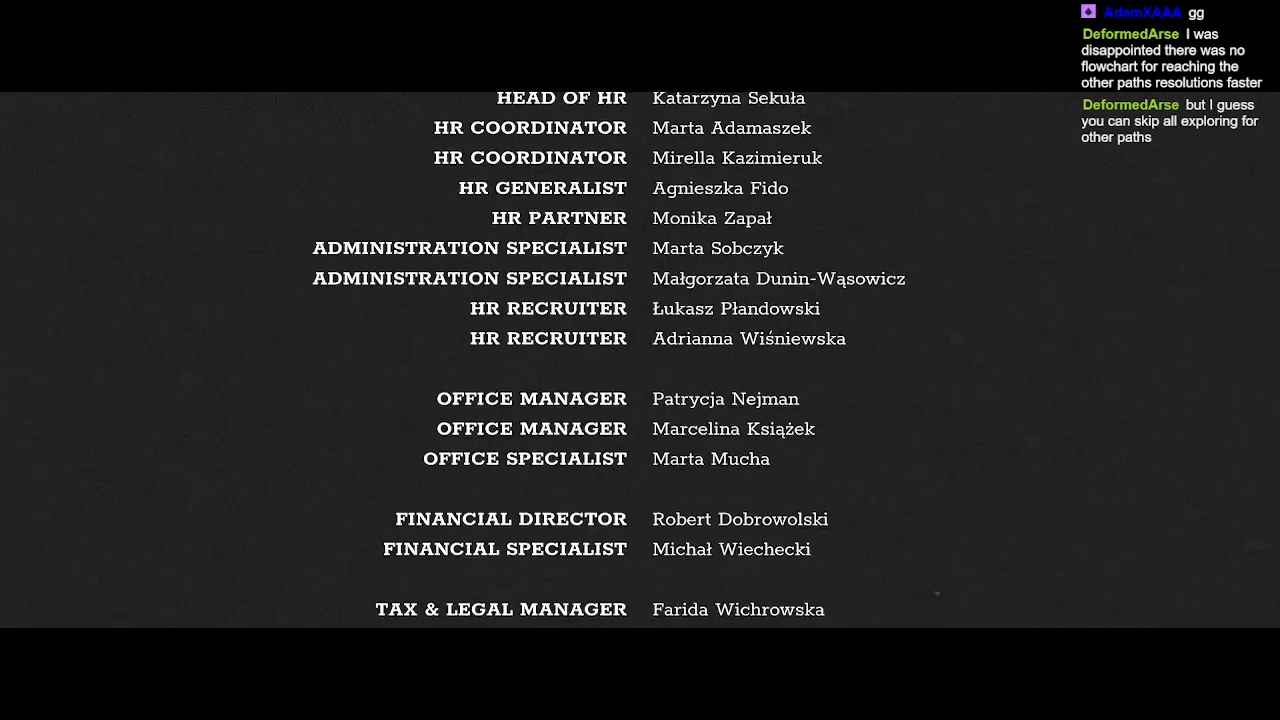 HEAD OF HR Katarzyna Sekuła
HR COORDINATOR Marta Adamaszek
HR COORDINATOR Mirella Kazimieruk
HR GENERALIST Agnieszka Fido
HR PARTNER Monika Zapał
ADMINISTRATION SPECIALIST Marta Sobczyk
ADMINISTRATION SPECIALIST Małgorzata Dunin-Wąsowicz
HR RECRUITER Łukasz Płandowski
HR RECRUITER Adrianna Wiśniewska
OFFICE MANAGER Patrycja Nejman
OFFICE MANAGER Marcelina Książek
OFFICE SPECIALIST Marta Mucha
FINANCIAL DIRECTOR Robert Dobrowolski
FINANCIAL SPECIALIST Michał Wiechecki
TAX & LEGAL MANAGER Farida Wichrowska
AdamXAAA gg
DeformedArse I was
disappointed there was no
flowchart for reaching the
other paths resolutions faster
DeformedArse but I guess
you can skip all exploring for
other paths